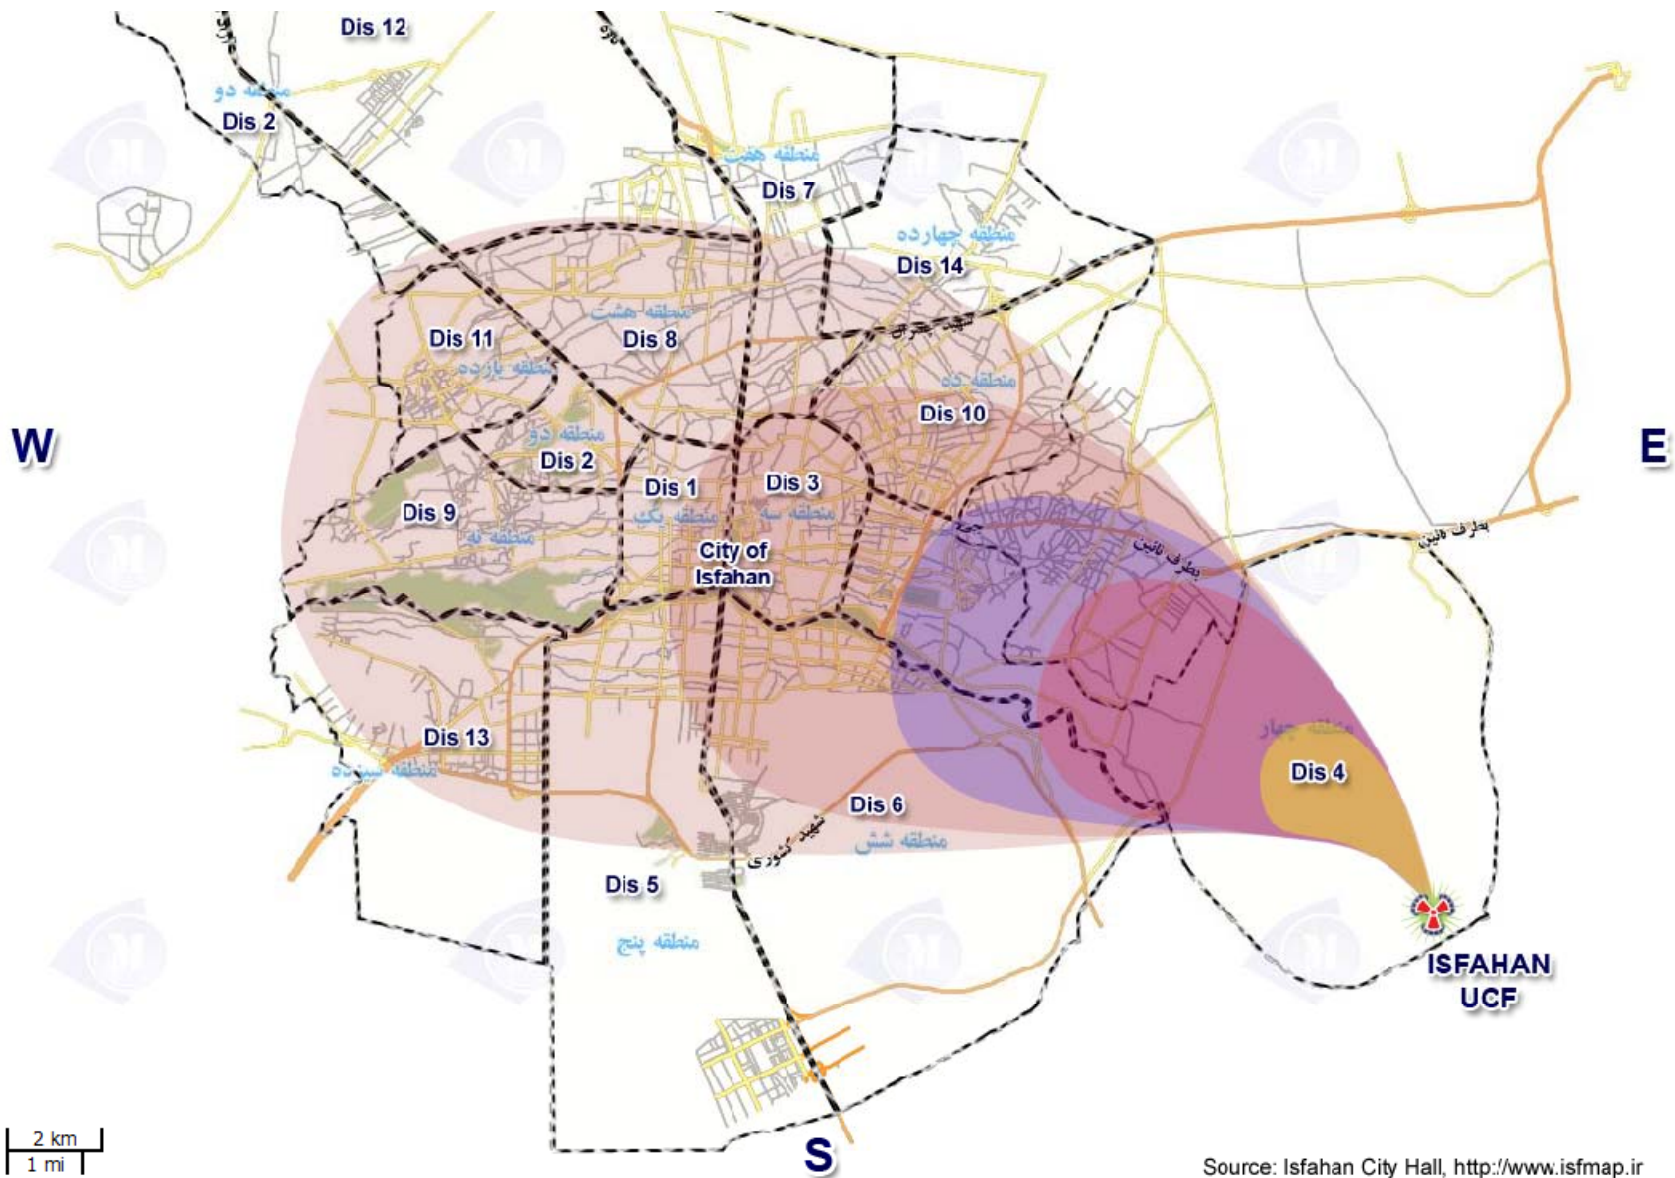 Dis 12
منطقه دو
Dis 2
منطقه هفت
Dis 7
منطقه چهارده
Dis 14
منطقه هشت
Dis 8
Dis 11
منطقه یازده
منطقه ده
Dis 10
منطقه دو
Dis 2
W
E
Dis 1
منطقه یک
Dis 3
منطقه سه
Dis 9
منطقه نه
City of
Isfahan
جی
بطرف نائین
بطرف نائین
منطقه چهار
Dis 4
Dis 13
منطقه سیزده
Dis 6
شهید کشوری
منطقه شش
Dis 5
منطقه پنج
ISFAHAN
UCF
2 km
1 mi
S
Source: Isfahan City Hall, http://www.isfmap.ir